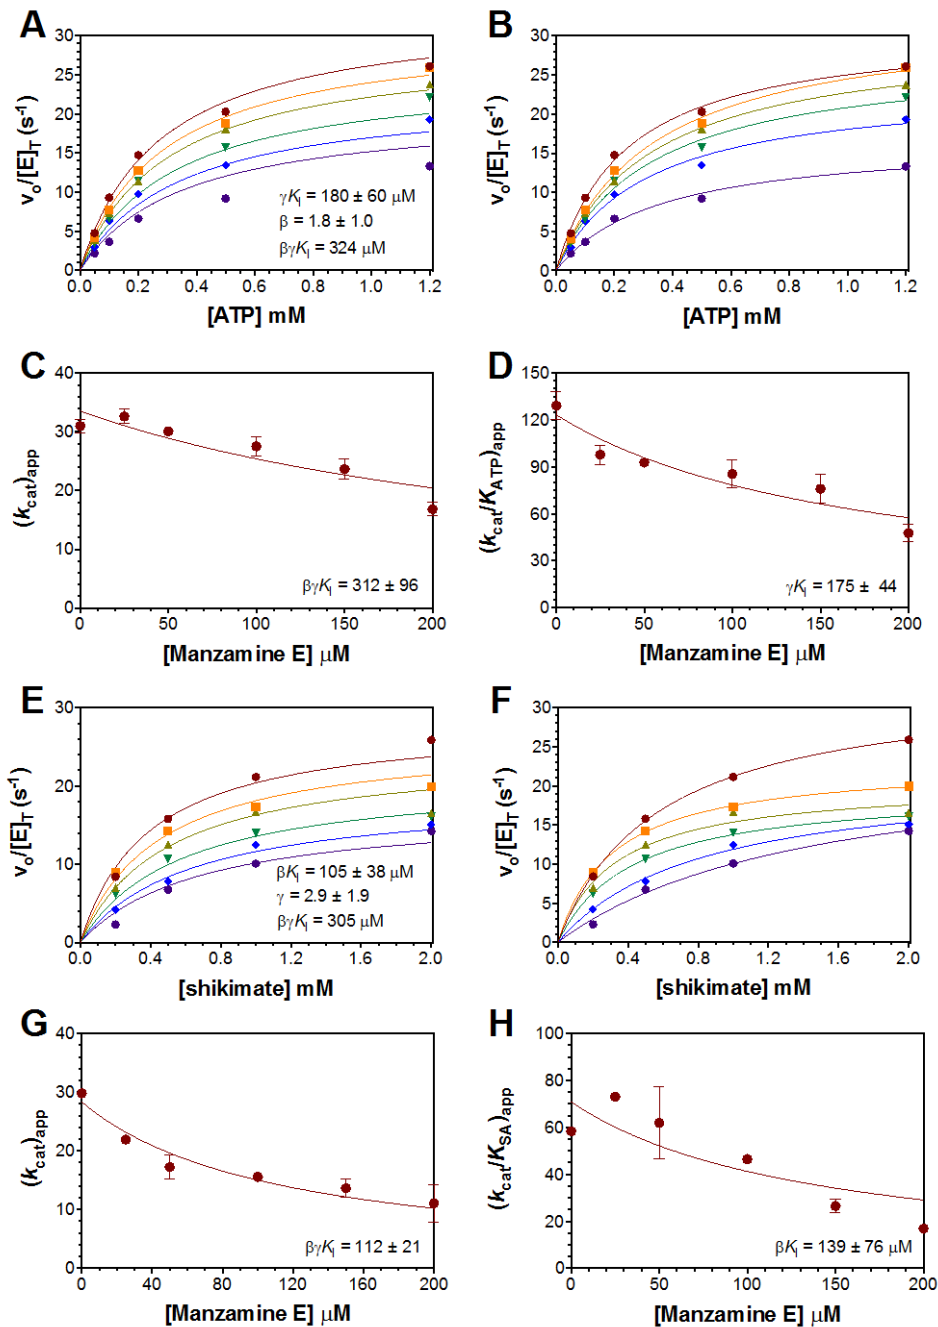 A
B
30
25
20
15
10
5
0
v₀/[E]T (s⁻¹)
γKi = 180 ± 60 μM
β = 1.8 ± 1.0
βγKi = 324 μM
0.0 0.2 0.4 0.6 0.8 1.0 1.2
[ATP] mM
30
25
20
15
10
5
0
v₀/[E]T (s⁻¹)
0.0 0.2 0.4 0.6 0.8 1.0 1.2
[ATP] mM
C
D
40
30
20
10
0
(kcat)app
βγKi = 312 ± 96
0 50 100 150 200
[Manzamine E] μM
150
120
90
60
30
0
(kcat/KATP)app
γKi = 175 ± 44
0 50 100 150 200
[Manzamine E] μM
E
F
30
20
10
0
v₀/[E]T (s⁻¹)
βKi = 105 ± 38 μM
γ = 2.9 ± 1.9
βγKi = 305 μM
0.0 0.4 0.8 1.2 1.6 2.0
[shikimate] mM
30
25
20
15
10
5
0
v₀/[E]T (s⁻¹)
0.0 0.4 0.8 1.2 1.6 2.0
[shikimate] mM
G
H
40
30
20
10
0
(kcat)app
βγKi = 112 ± 21
0 40 80 120 160 200
[Manzamine E] μM
100
80
60
40
20
0
(kcat/KSA)app
βKi = 139 ± 76 μM
0 50 100 150 200
[Manzamine E] μM